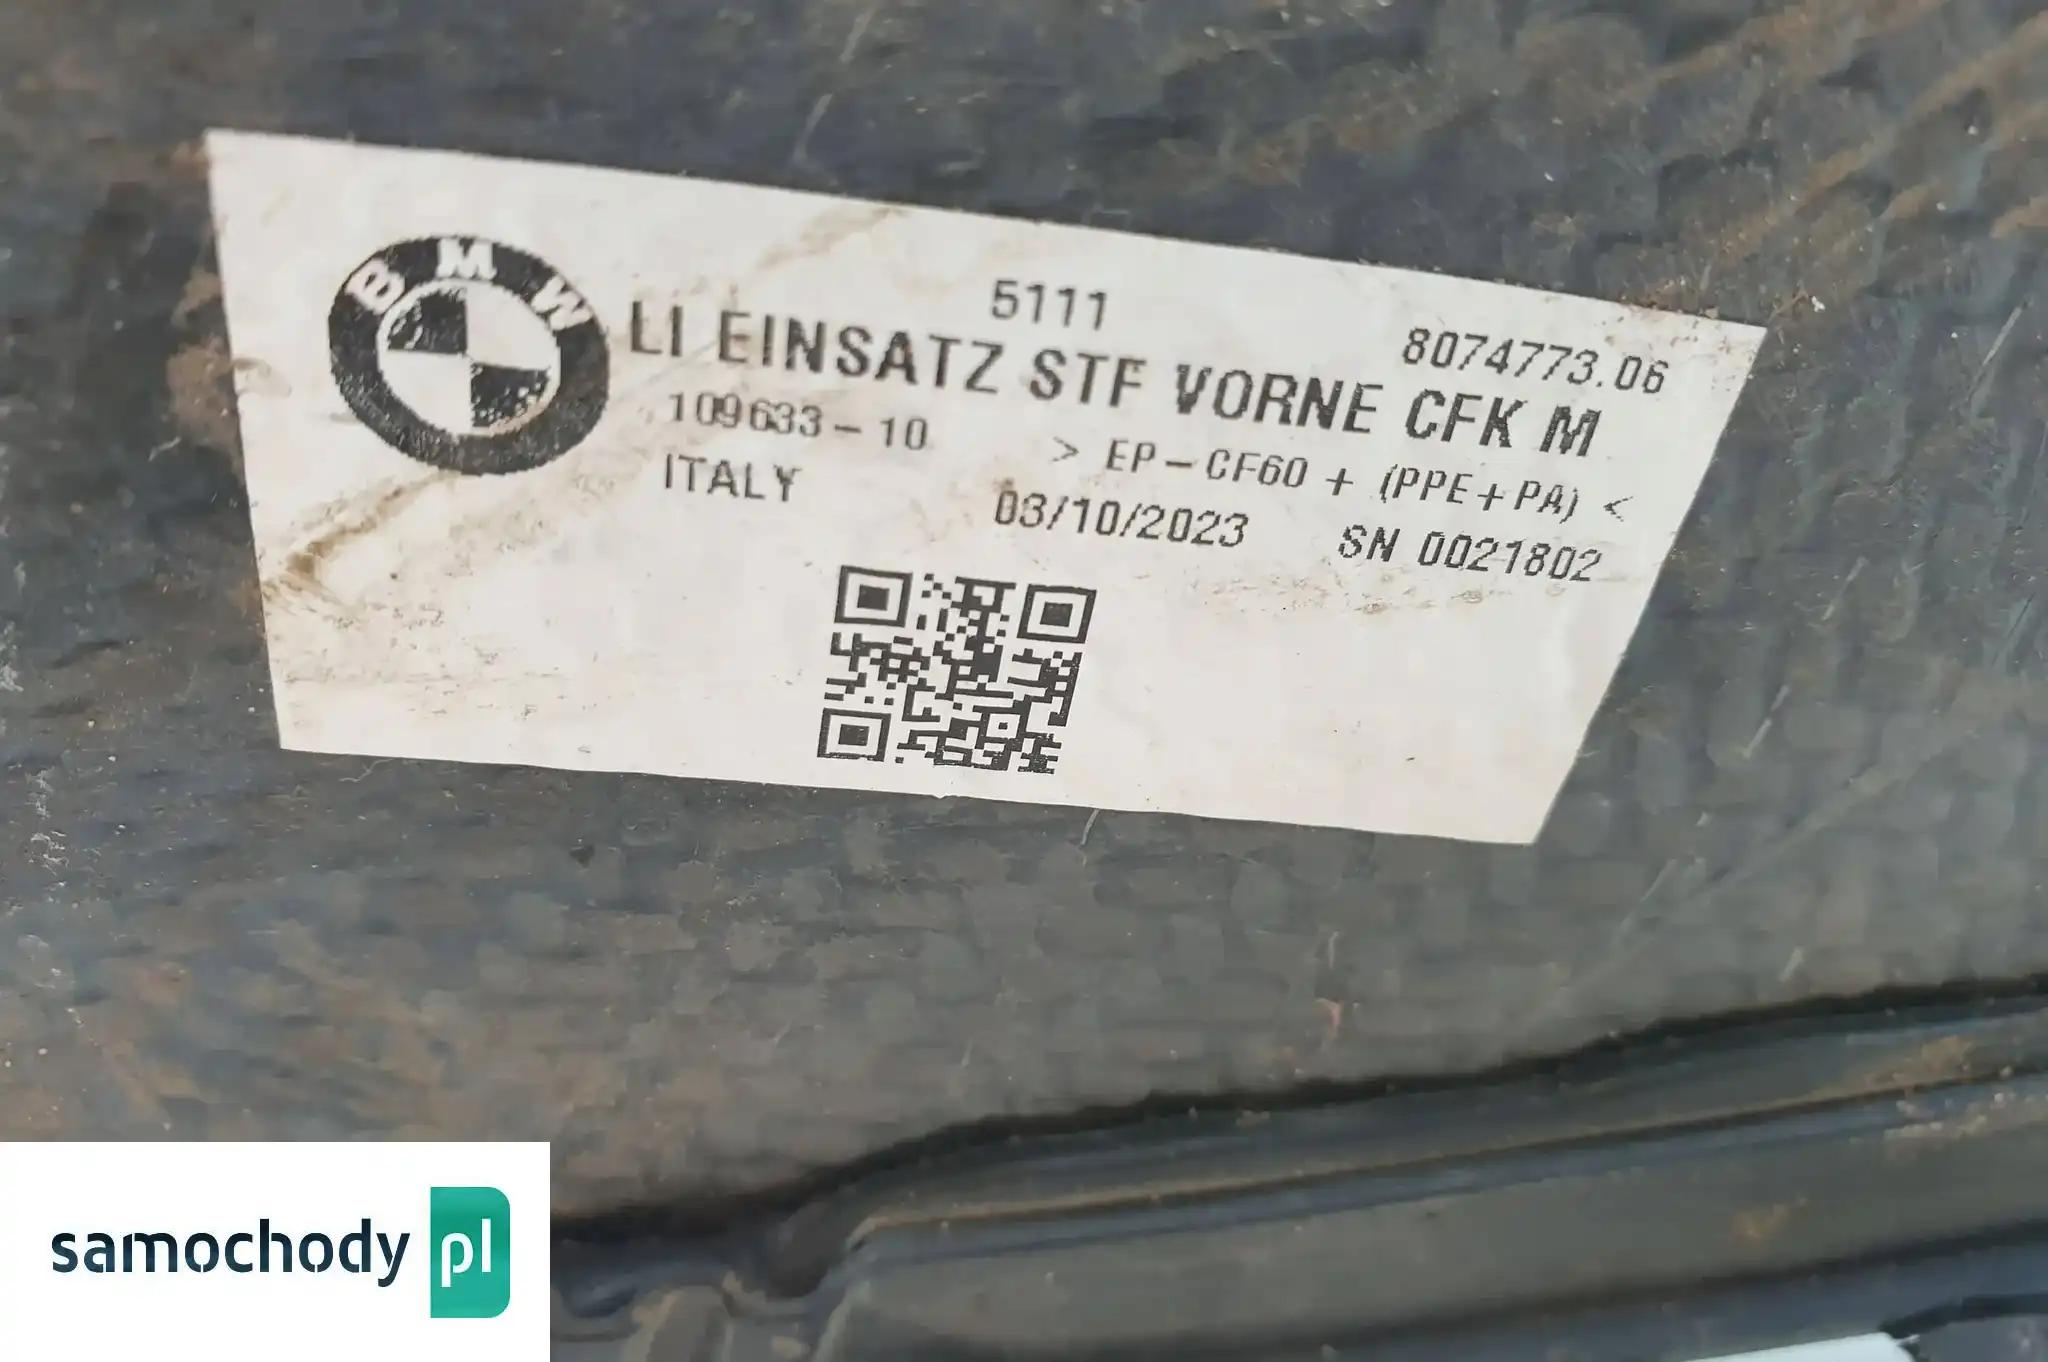 BMW
5111
8074773.06
LI EINSATZ STF VORNE CFK M
109633-10
> EP-CF60 + (PPE+PA) <
ITALY
03/10/2023
SN 0021802
samochody pl